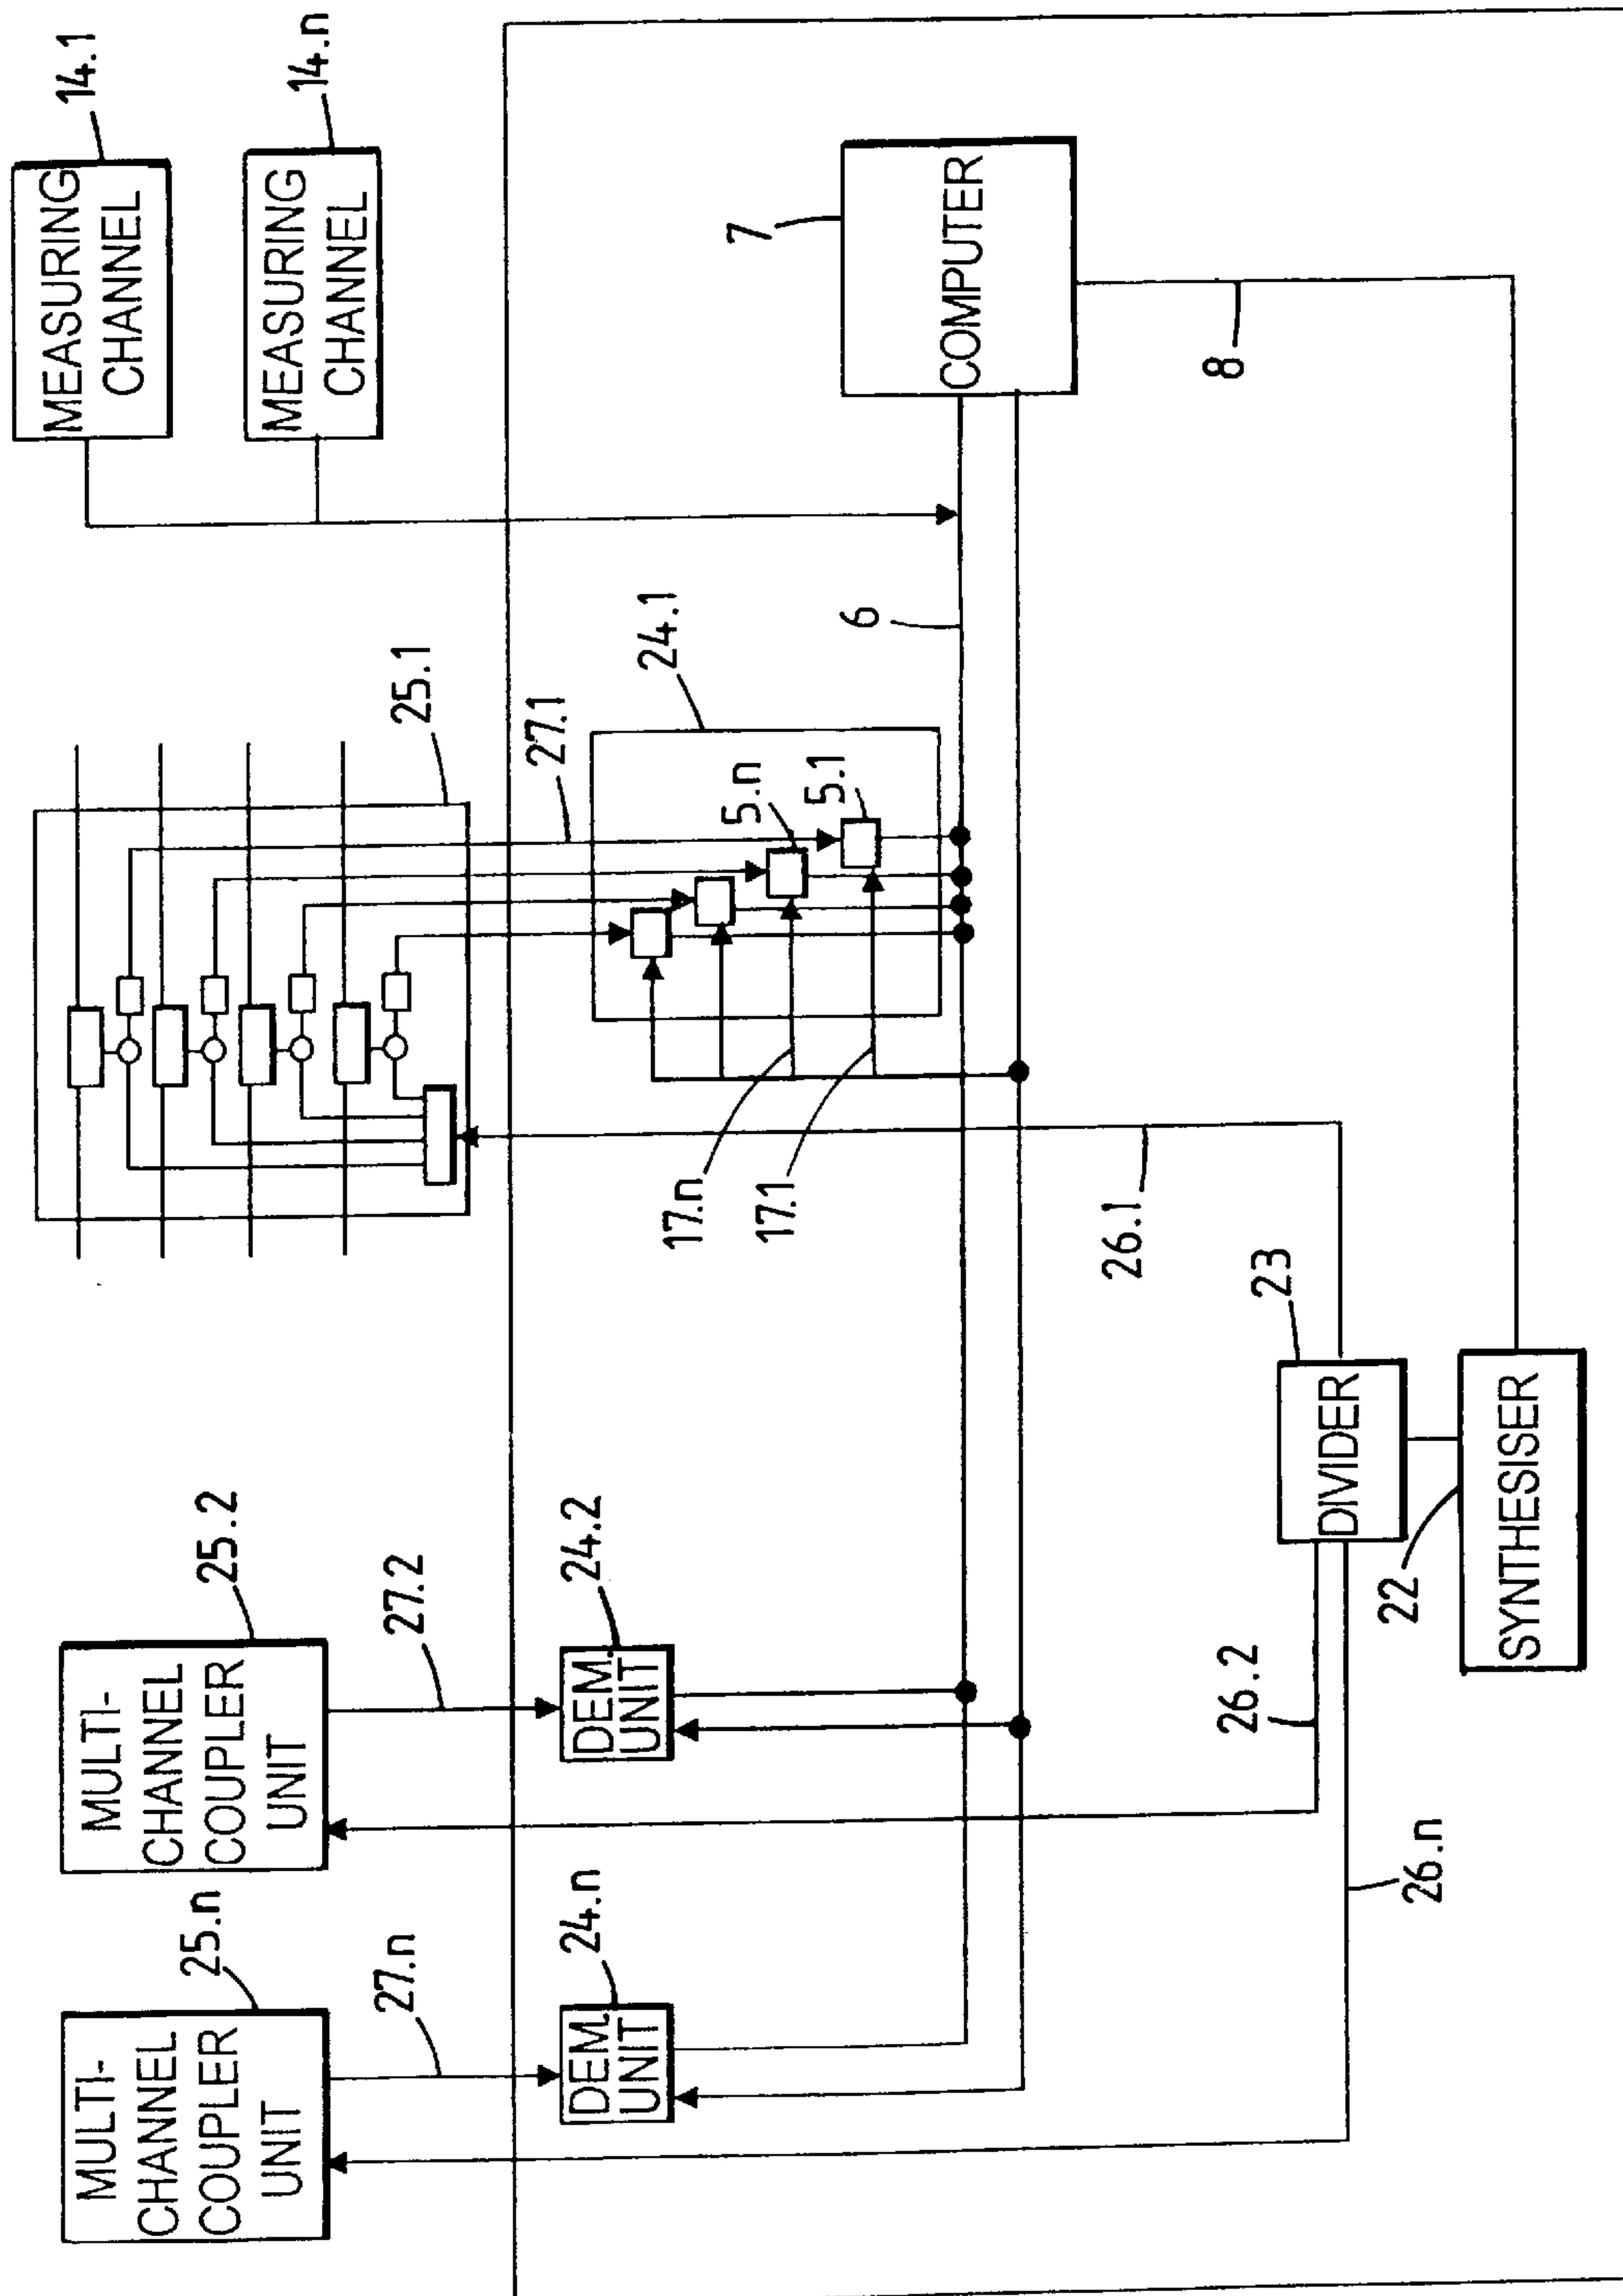 MULTI-
CHANNEL
COUPLER
UNIT
25.n
27.n
DEM.
UNIT
24.n
26.n
MULTI-
CHANNEL
COUPLER
UNIT
25.2
27.2
DEM.
UNIT
24.2
26.2
DIVIDER
23
22
SYNTHESISER
26.1
25.1
27.1
24.1
5.n
5.1
17.n
17.1
6
MEASURING
CHANNEL
14.1
MEASURING
CHANNEL
14.n
7
COMPUTER
8